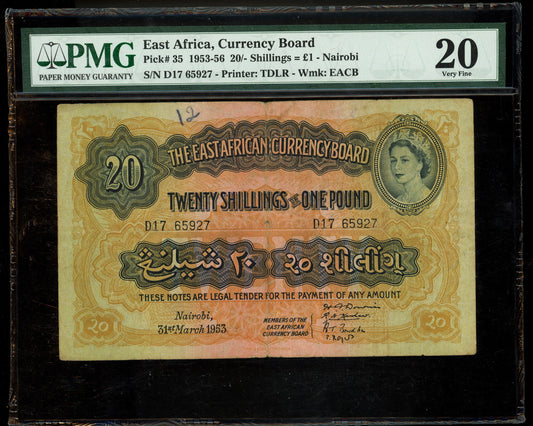 PMG
PAPER MONEY GUARANTY
East Africa, Currency Board
Pick# 35 1953-56 20/- Shillings = £1 - Nairobi
S/N D17 65927 - Printer: TDLR - Wmk: EACB
20
Very Fine
12
20
THE EAST AFRICAN CURRENCY BOARD
TWENTY SHILLINGS OR ONE POUND
D17 65927 D17 65927
٢٠ شيلنڬ
૨૦ શીલીંગ
THESE NOTES ARE LEGAL TENDER FOR THE PAYMENT OF ANY AMOUNT
Nairobi,
31st March 1953
MEMBERS OF THE
EAST AFRICAN
CURRENCY BOARD
20 20